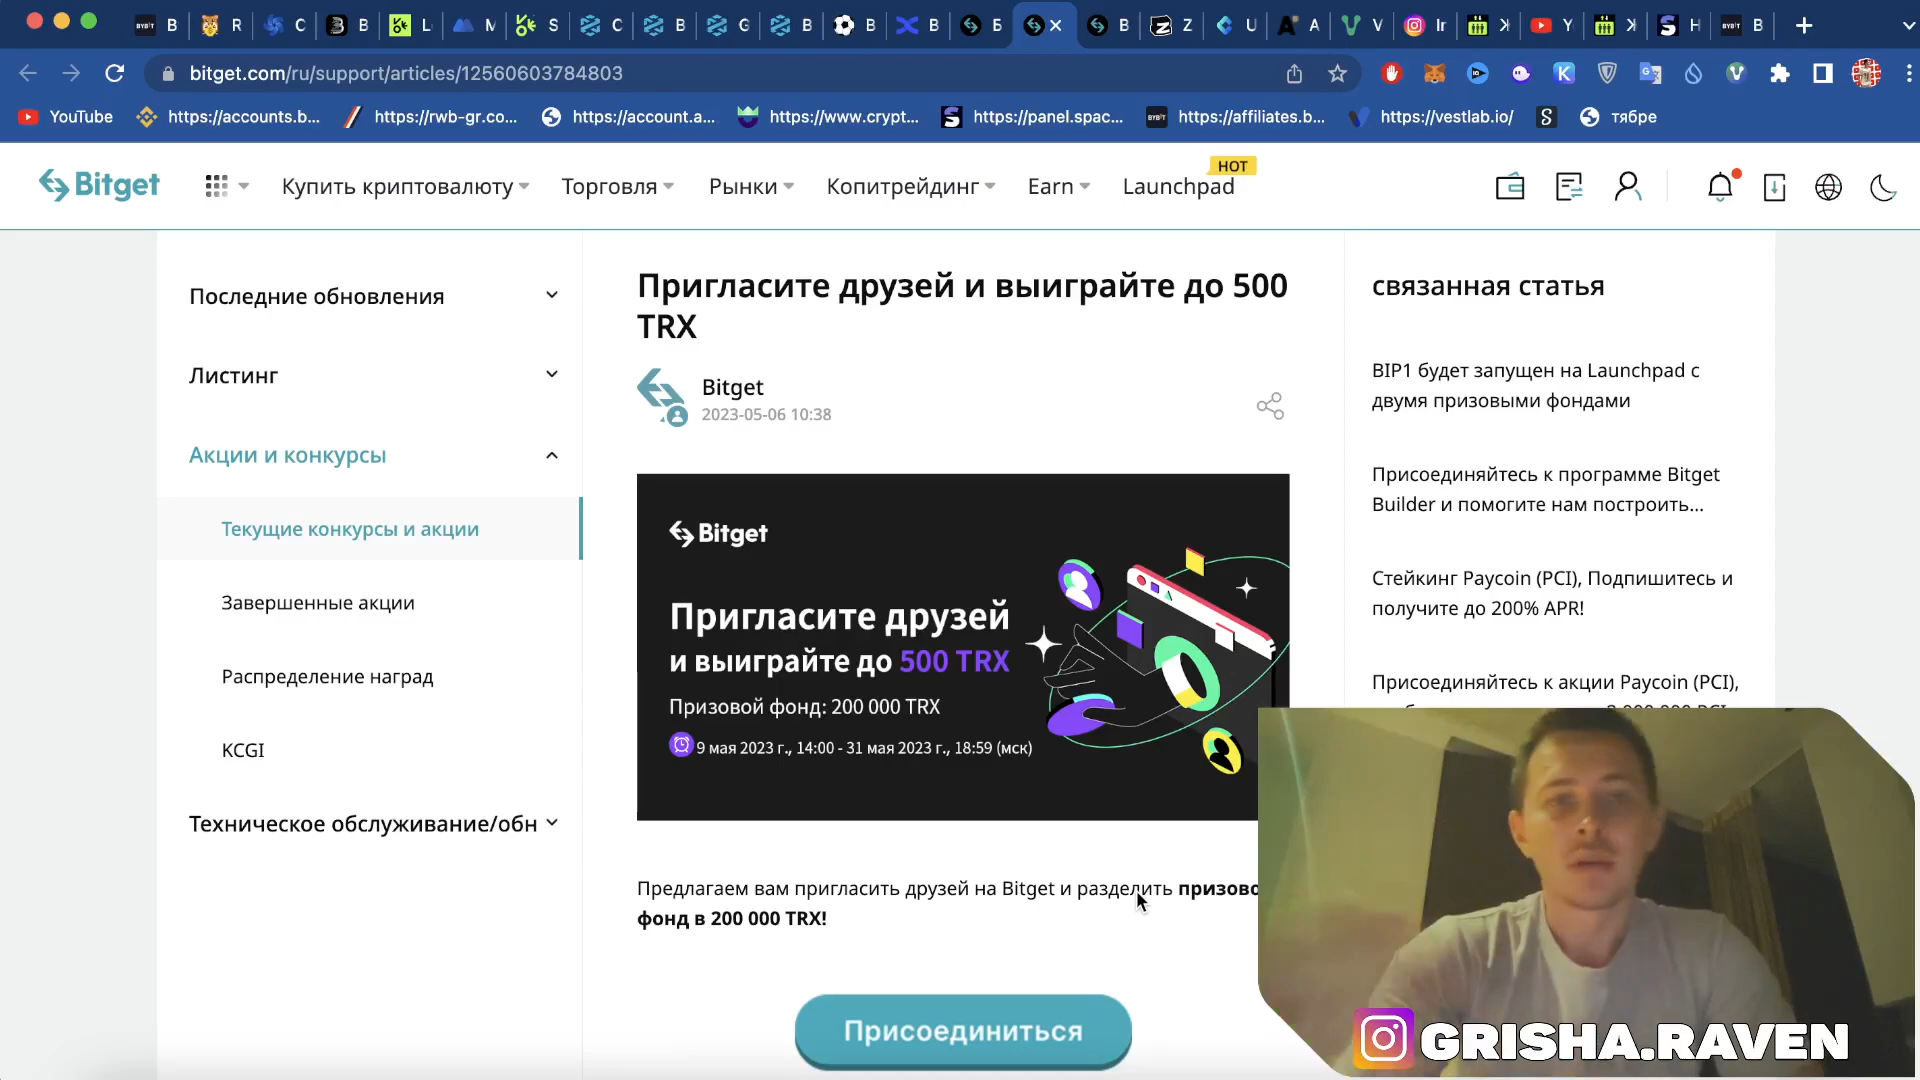 bitget.com/ru/support/articles/12560603784803
YouTube
https://accounts.b...
https://rwb-gr.co...
https://account.a...
https://www.crypt...
https://panel.spac...
https://affiliates.b...
https://vestlab.io/
тябре
Bitget
Купить криптовалюту
Торговля
Рынки
Копитрейдинг
Earn
Launchpad
HOT
Последние обновления
Листинг
Акции и конкурсы
Текущие конкурсы и акции
Завершенные акции
Распределение наград
KCGI
Техническое обслуживание/обн
Пригласите друзей и выиграйте до 500
TRX
Bitget
2023-05-06 10:38
Bitget
Пригласите друзей
и выиграйте до 500 TRX
Призовой фонд: 200 000 TRX
9 мая 2023 г., 14:00 - 31 мая 2023 г., 18:59 (мск)
Предлагаем вам пригласить друзей на Bitget и разделить призово
фонд в 200 000 TRX!
Присоединиться
связанная статья
BIP1 будет запущен на Launchpad с
двумя призовыми фондами
Присоединяйтесь к программе Bitget
Builder и помогите нам построить...
Стейкинг Paycoin (PCI), Подпишитесь и
получите до 200% APR!
Присоединяйтесь к акции Paycoin (PCI),
GRISHA.RAVEN